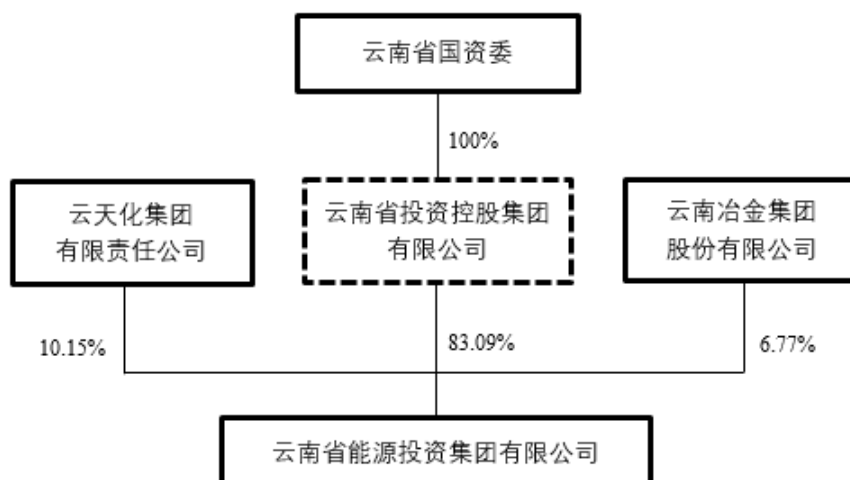 云南省国资委
100%
云天化集团
有限责任公司
云南省投资控股集团
有限公司
云南冶金集团
股份有限公司
10.15%
83.09%
6.77%
云南省能源投资集团有限公司